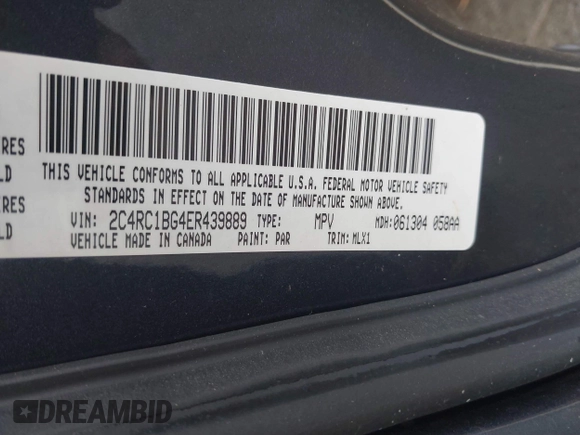 IRES
LD
IRES
LD
THIS VEHICLE CONFORMS TO ALL APPLICABLE U.S.A. FEDERAL MOTOR VEHICLE SAFETY
STANDARDS IN EFFECT ON THE DATE OF MANUFACTURE SHOWN ABOVE.
VIN: 2C4RC1BG4ER439889 TYPE: MPV MDH:061304 058AA
VEHICLE MADE IN CANADA PAINT: PAR TRIM: MLX1
DREAMBID